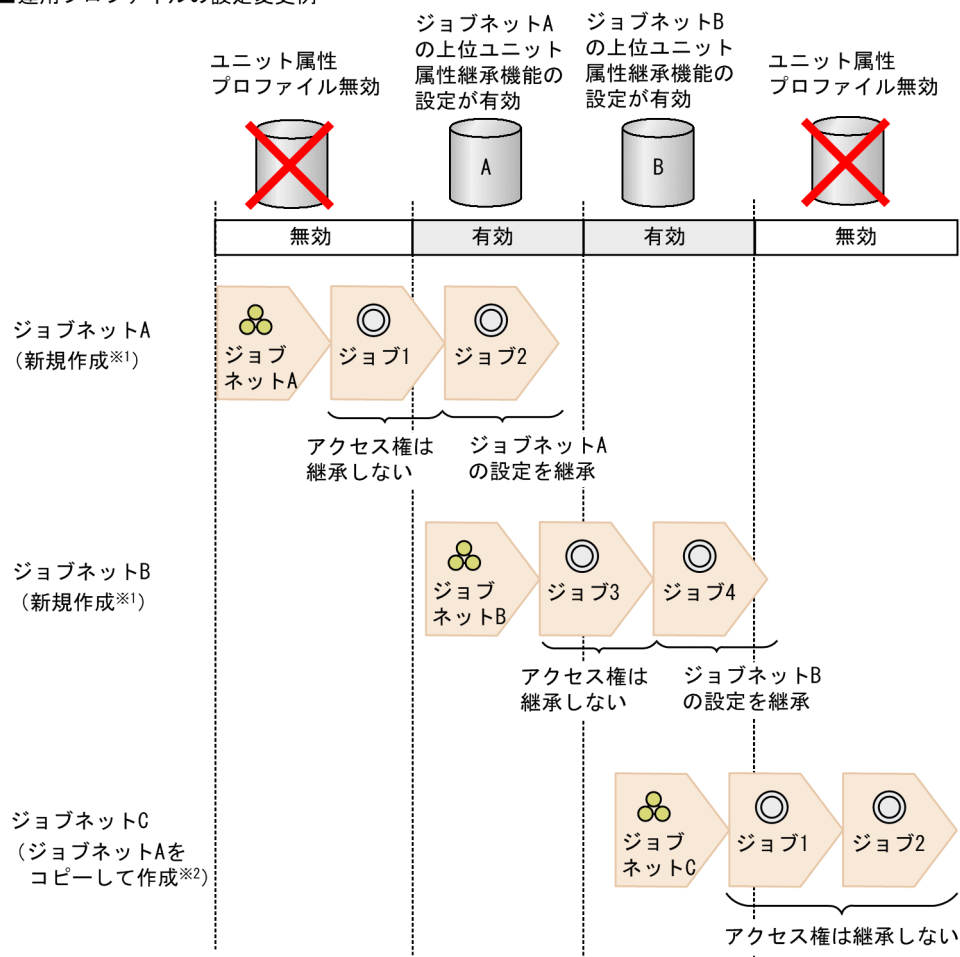 ユニット属性
プロファイル無効
ジョブネットA
の上位ユニット
属性継承機能の
設定が有効
ジョブネットB
の上位ユニット
属性継承機能の
設定が有効
ユニット属性
プロファイル無効
A
B
無効
有効
有効
無効
ジョブネットA
（新規作成※1）
ジョブ
ネットA
ジョブ1
ジョブ2
アクセス権は
継承しない
ジョブネットA
の設定を継承
ジョブネットB
（新規作成※1）
ジョブ
ネットB
ジョブ3
ジョブ4
アクセス権は
継承しない
ジョブネットB
の設定を継承
ジョブネットC
（ジョブネットAを
コピーして作成※2）
ジョブ
ネットC
ジョブ1
ジョブ2
アクセス権は継承しない